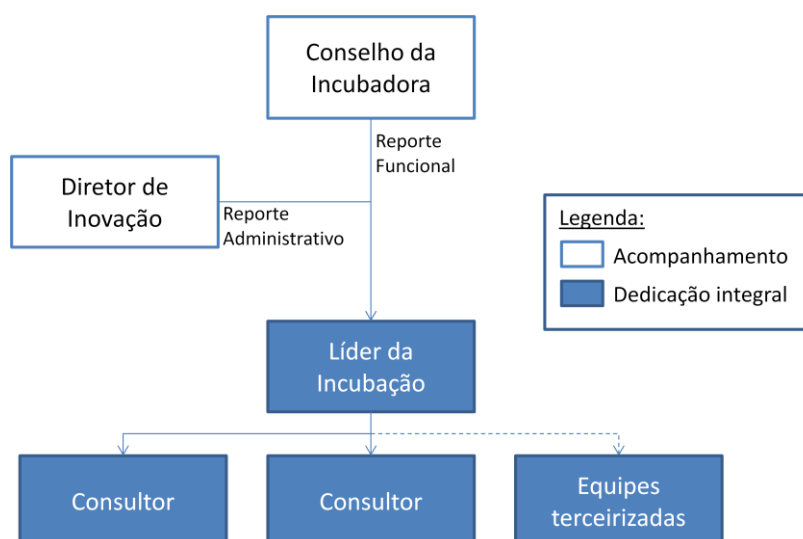 Conselho da
Incubadora
Reporte
Funcional
Diretor de
Inovação
Reporte
Administrativo
Legenda:
Acompanhamento
Dedicação integral
Líder da
Incubação
Consultor
Consultor
Equipes
terceirizadas